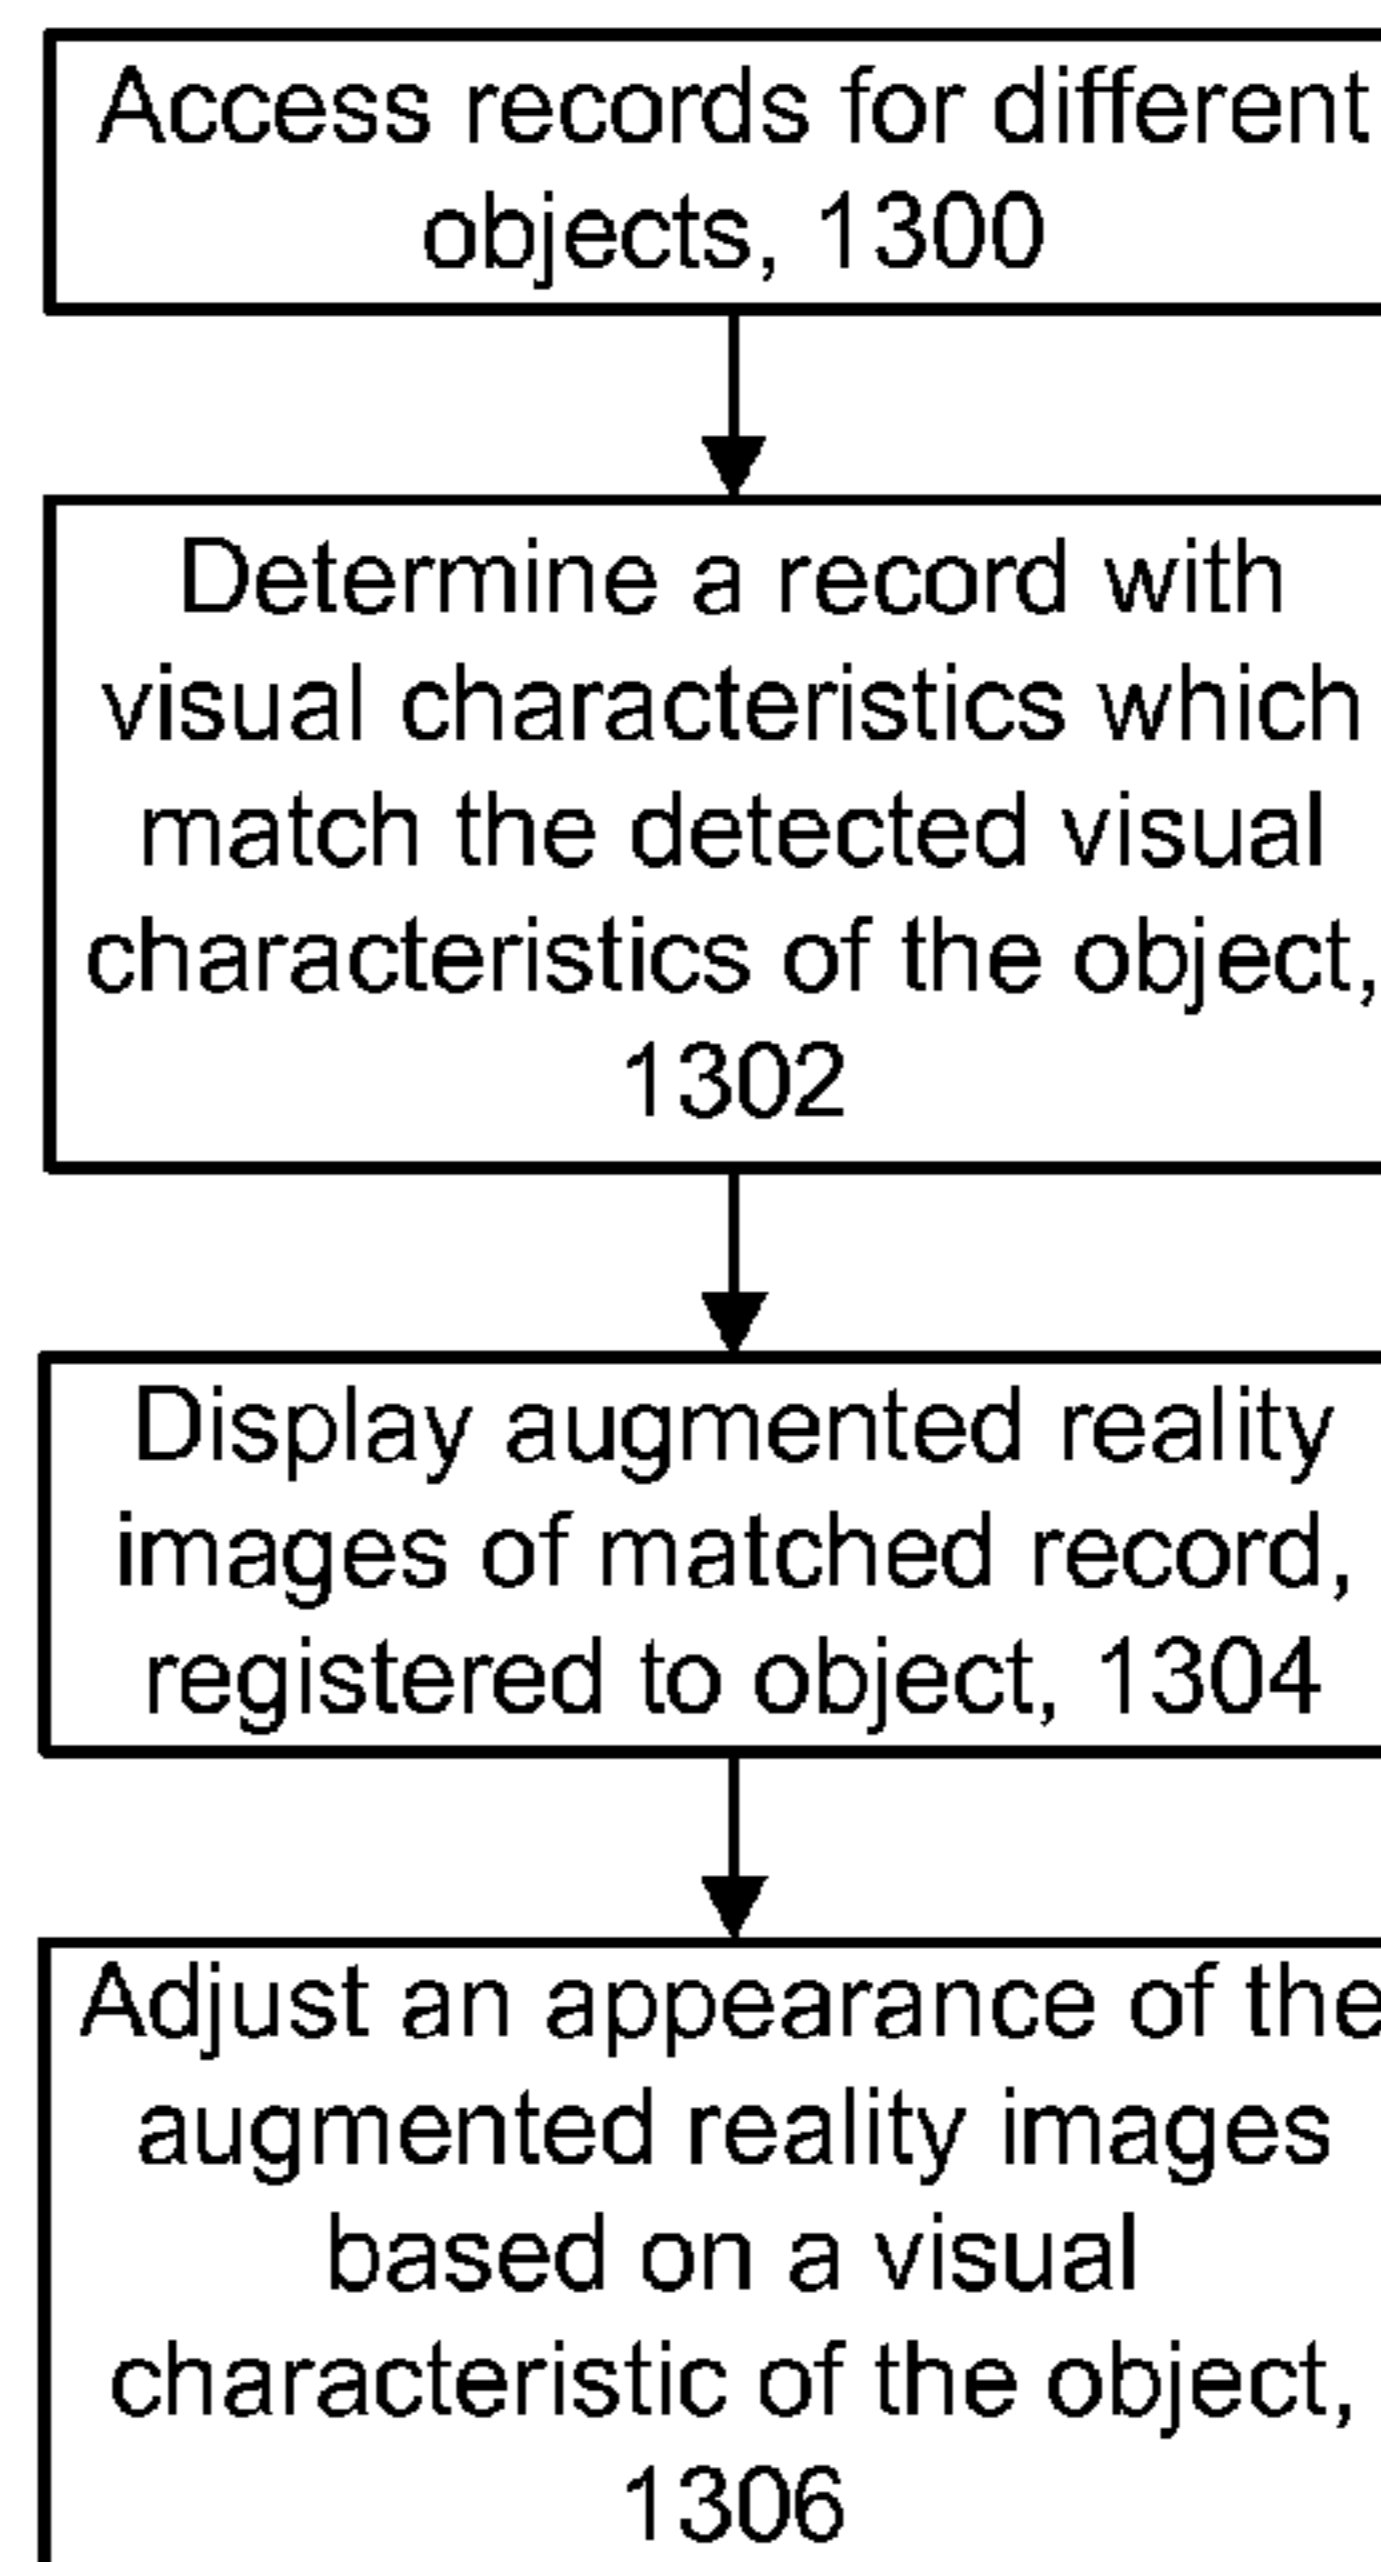 Access records for different
objects, 1300
Determine a record with
visual characteristics which
match the detected visual
characteristics of the object,
1302
Display augmented reality
images of matched record,
registered to object, 1304
Adjust an appearance of the
augmented reality images
based on a visual
characteristic of the object,
1306